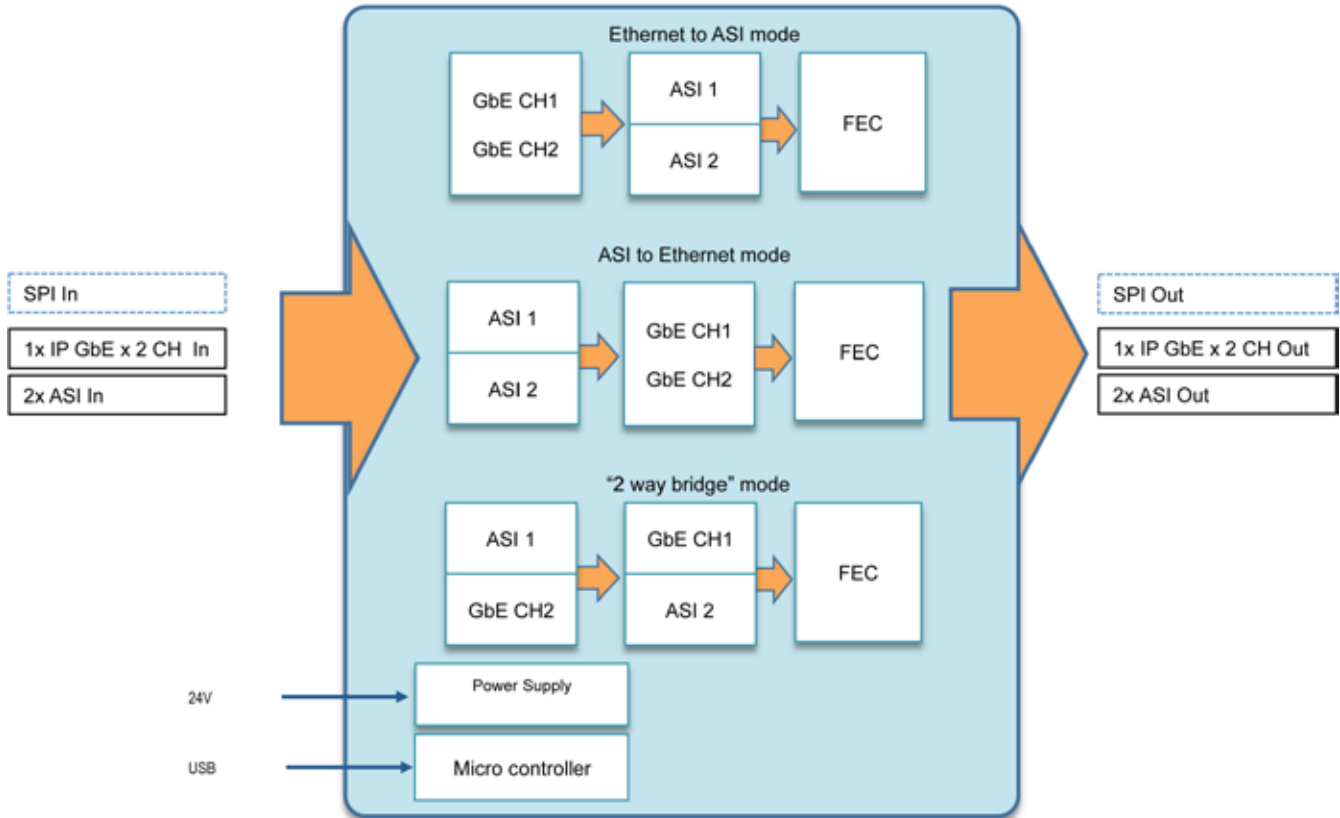 Ethernet to ASI mode
GbE CH1
GbE CH2
ASI 1
ASI 2
FEC
ASI to Ethernet mode
SPI In
1x IP GbE x 2 CH  In
2x ASI In
ASI 1
ASI 2
GbE CH1
GbE CH2
FEC
SPI Out
1x IP GbE x 2 CH Out
2x ASI Out
“2 way bridge” mode
ASI 1
GbE CH2
GbE CH1
ASI 2
FEC
24V
Power Supply
USB
Micro controller